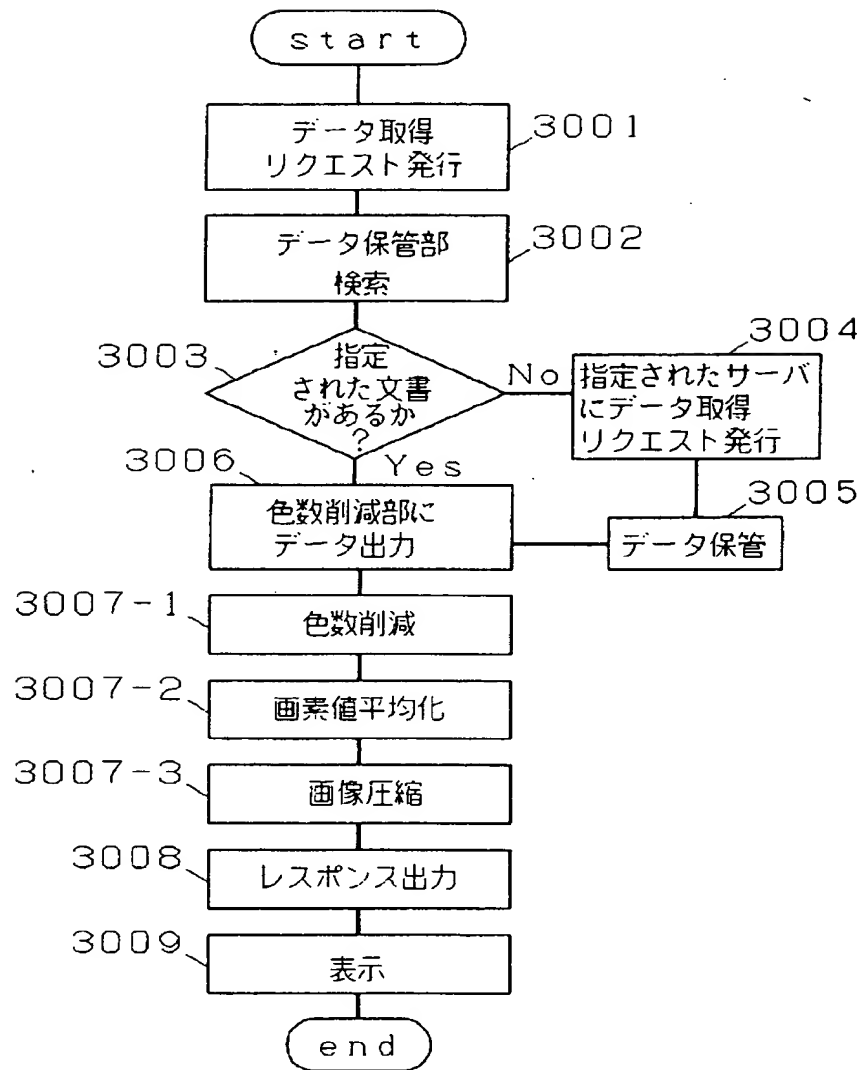 start
データ取得
リクエスト発行
3001
データ保管部
検索
3002
3003
指定
された文書
があるか
?
No
Yes
3004
指定されたサーバ
にデータ取得
リクエスト発行
3005
データ保管
3006
色数削減部に
データ出力
3007-1
色数削減
3007-2
画素値平均化
3007-3
画像圧縮
3008
レスポンス出力
3009
表示
end